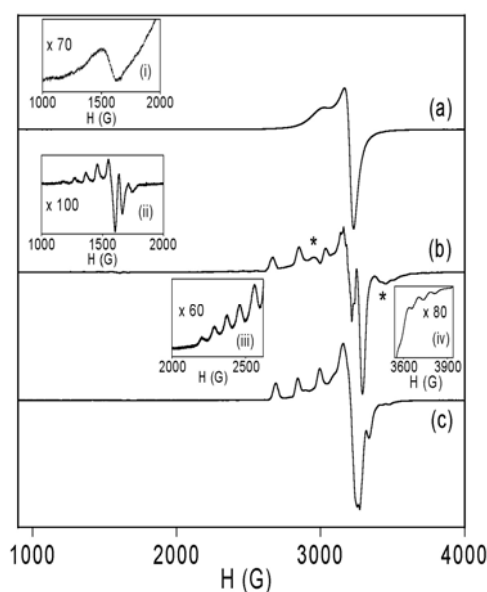 x 70
(i)
1000 1500 2000
H (G)
(a)
x 100
(ii)
1000 1500 2000
H (G)
*
(b)
*
x 60
(iii)
2000 2500
H (G)
x 80
(iv)
3600 3900
H (G)
(c)
1000 2000 3000 4000
H (G)